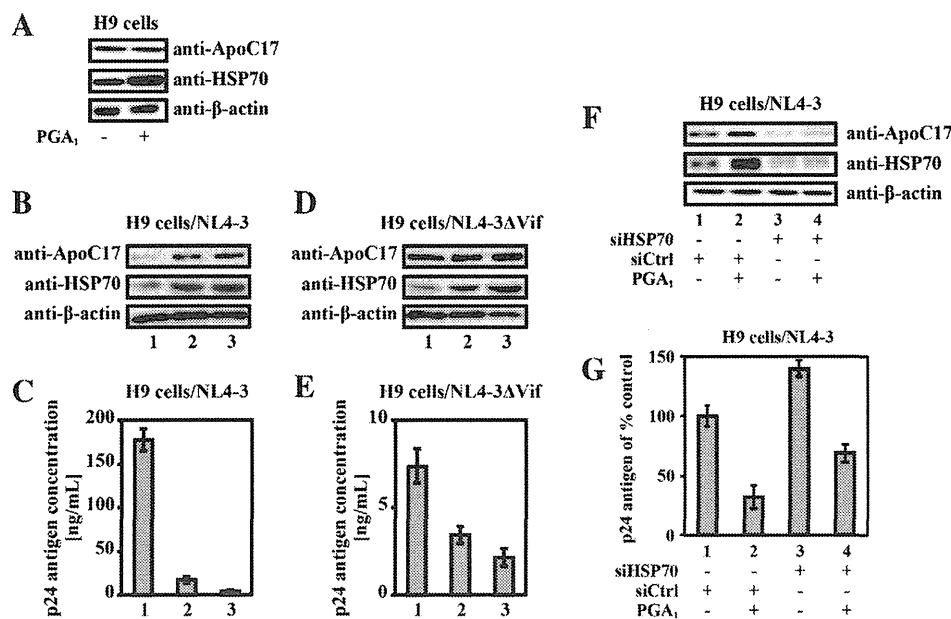 A
H9 cells
anti-ApoC17
anti-HSP70
anti-β-actin
PGA₁ - +
B
H9 cells/NL4-3
anti-ApoC17
anti-HSP70
anti-β-actin
1 2 3
C
H9 cells/NL4-3
p24 antigen concentration
[ng/mL]
200
150
100
50
0
1 2 3
D
H9 cells/NL4-3ΔVif
anti-ApoC17
anti-HSP70
anti-β-actin
1 2 3
E
H9 cells/NL4-3ΔVif
p24 antigen concentration
[ng/mL]
10
5
0
1 2 3
F
H9 cells/NL4-3
anti-ApoC17
anti-HSP70
anti-β-actin
1 2 3 4
siHSP70 - - + +
siCtrl + + - -
PGA₁ - + - +
G
H9 cells/NL4-3
p24 antigen of % control
150
100
50
0
1 2 3 4
siHSP70 - - + +
siCtrl + + - -
PGA₁ - + - +